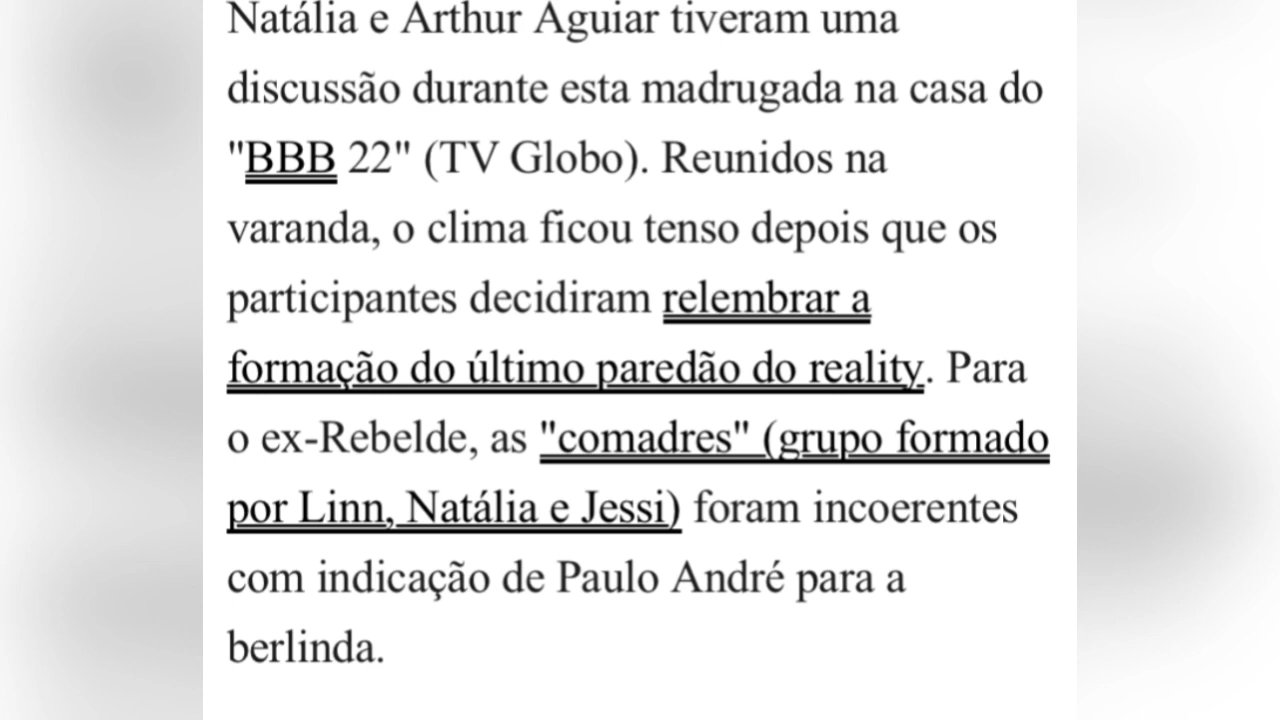 Natália e Arthur Aguiar tiveram uma
discussão durante esta madrugada na casa do
"BBB 22" (TV Globo). Reunidos na
varanda, o clima ficou tenso depois que os
participantes decidiram relembrar a
formação do último paredão do reality. Para
o ex-Rebelde, as "comadres" (grupo formado
por Linn, Natália e Jessi) foram incoerentes
com indicação de Paulo André para a
berlinda.